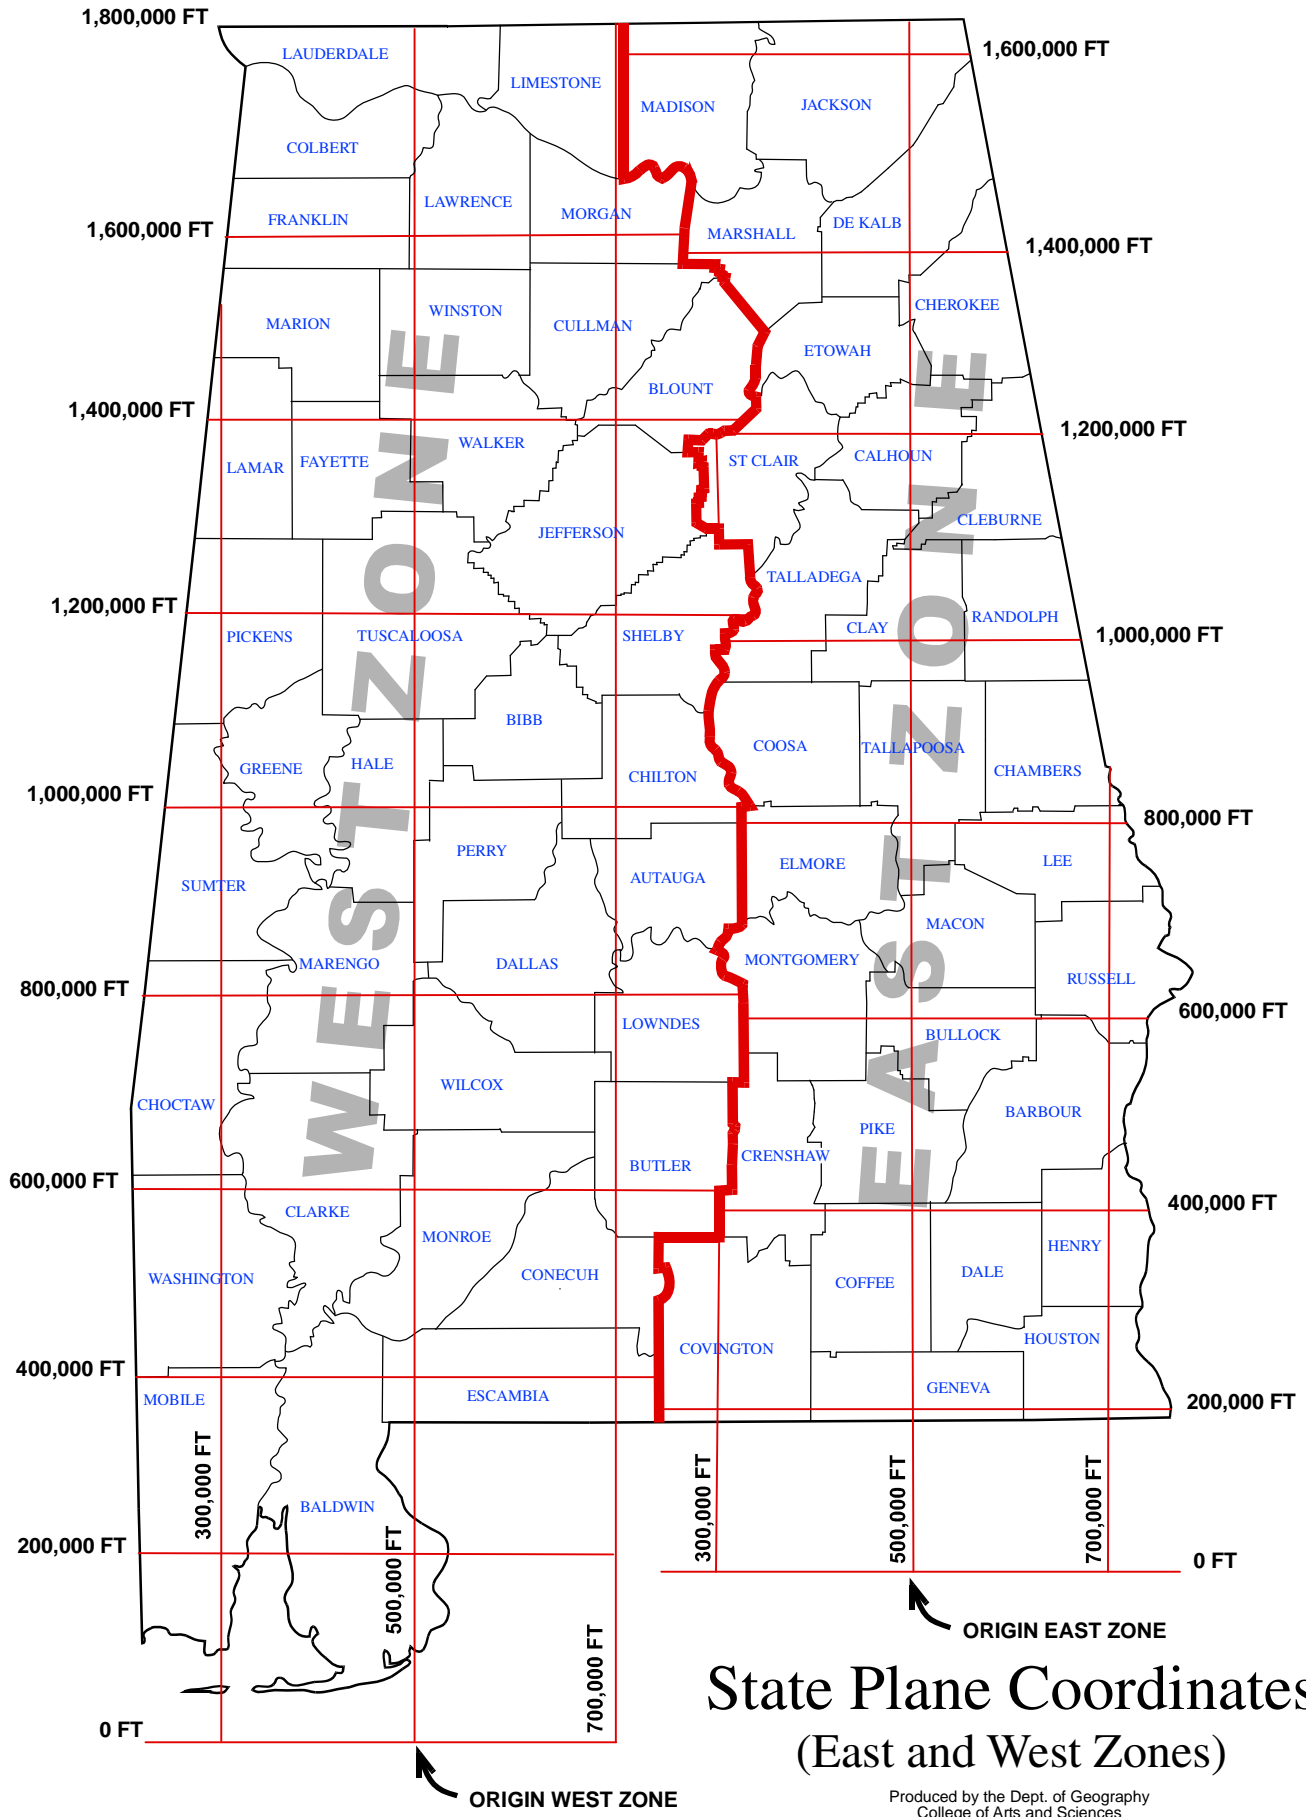 1,800,000 FT
LAUDERDALE
LIMESTONE
MADISON
JACKSON
1,600,000 FT
COLBERT
LAWRENCE
FRANKLIN
MORGAN
MARSHALL
DE KALB
1,600,000 FT
1,400,000 FT
MARION
WINSTON
CULLMAN
CHEROKEE
ETOWAH
BLOUNT
1,400,000 FT
1,200,000 FT
LAMAR
FAYETTE
WALKER
ST CLAIR
CALHOUN
JEFFERSON
CLEBURNE
TALLADEGA
1,200,000 FT
PICKENS
TUSCALOOSA
SHELBY
CLAY
RANDOLPH
1,000,000 FT
BIBB
GREENE
HALE
CHILTON
COOSA
TALLAPOOSA
CHAMBERS
1,000,000 FT
800,000 FT
PERRY
SUMTER
AUTAUGA
ELMORE
LEE
MACON
MARENGO
DALLAS
MONTGOMERY
RUSSELL
800,000 FT
600,000 FT
LOWNDES
BULLOCK
WILCOX
CHOCTAW
BARBOUR
PIKE
CRENSHAW
BUTLER
600,000 FT
400,000 FT
CLARKE
MONROE
HENRY
WASHINGTON
CONECUH
COFFEE
DALE
COVINGTON
HOUSTON
400,000 FT
MOBILE
ESCAMBIA
GENEVA
200,000 FT
WEST ZONE
EAST ZONE
BALDWIN
300,000 FT
500,000 FT
700,000 FT
300,000 FT
500,000 FT
700,000 FT
200,000 FT
0 FT
ORIGIN EAST ZONE
0 FT
ORIGIN WEST ZONE
State Plane Coordinates
(East and West Zones)
Produced by the Dept. of Geography
College of Arts and Sciences